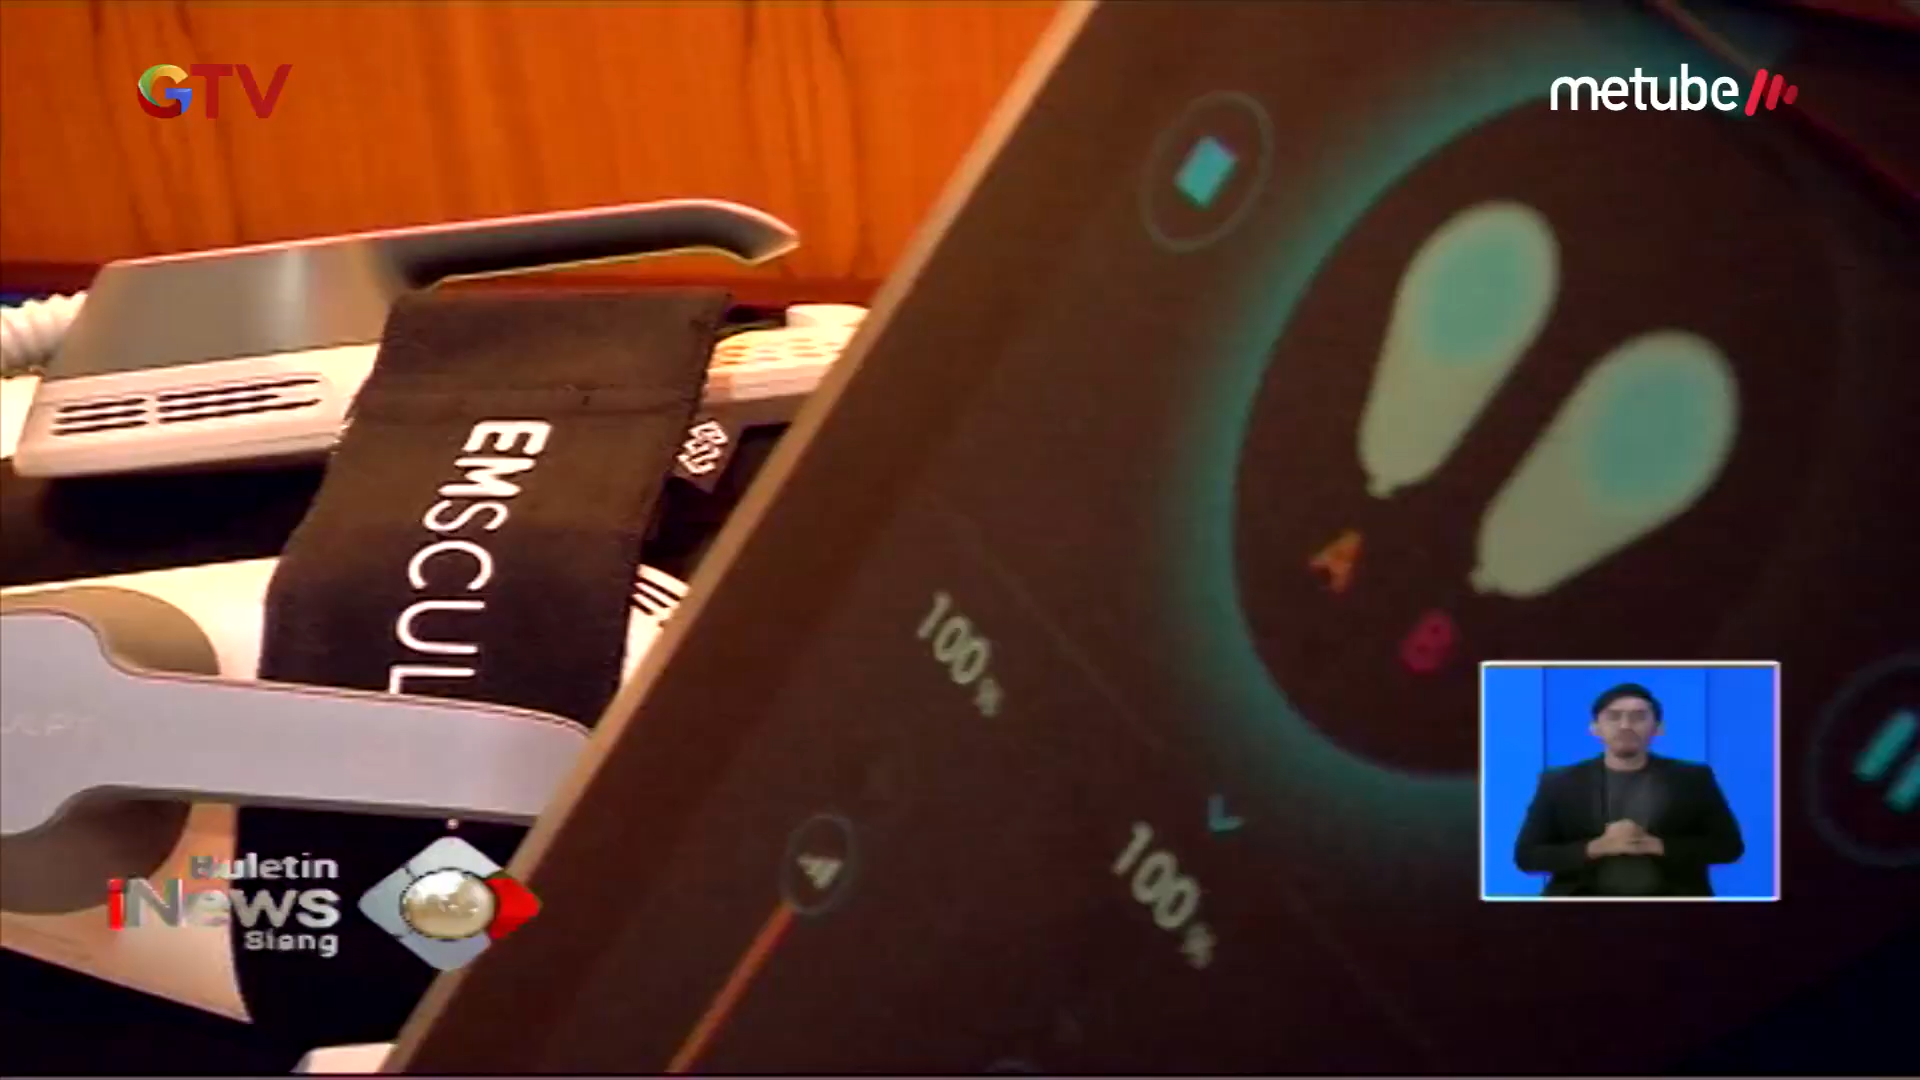 GTV
metube
EMSCUL
A
B
100%
100%
L
A
Buletin
iNews
Siang